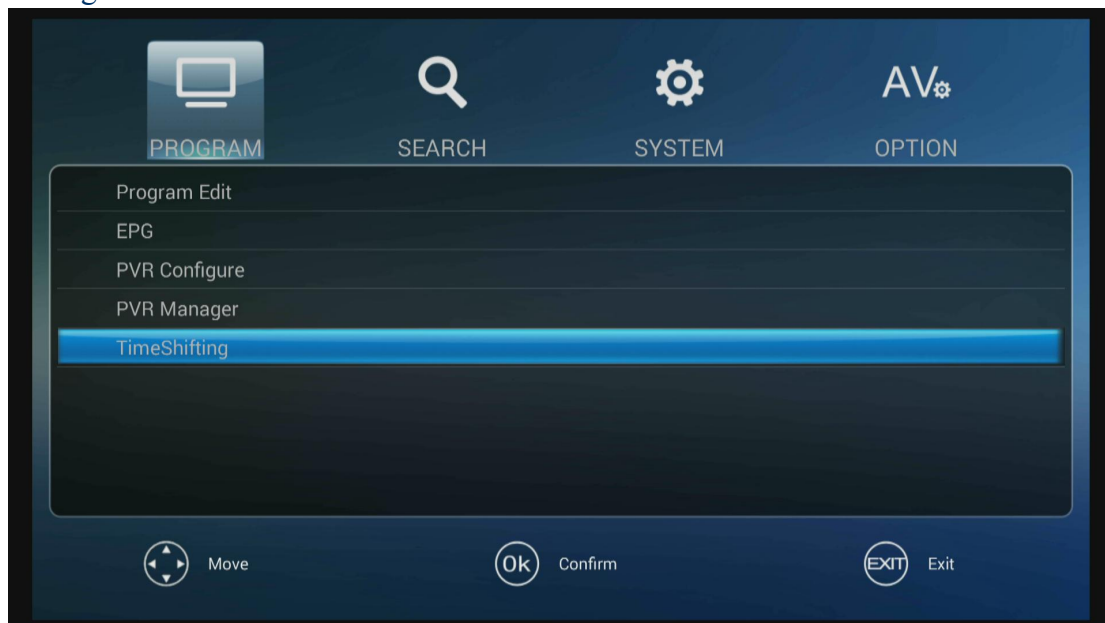 AV
PROGRAM SEARCH SYSTEM OPTION
Program Edit
EPG
PVR Configure
PVR Manager
TimeShifting
Move Ok Confirm EXIT Exit